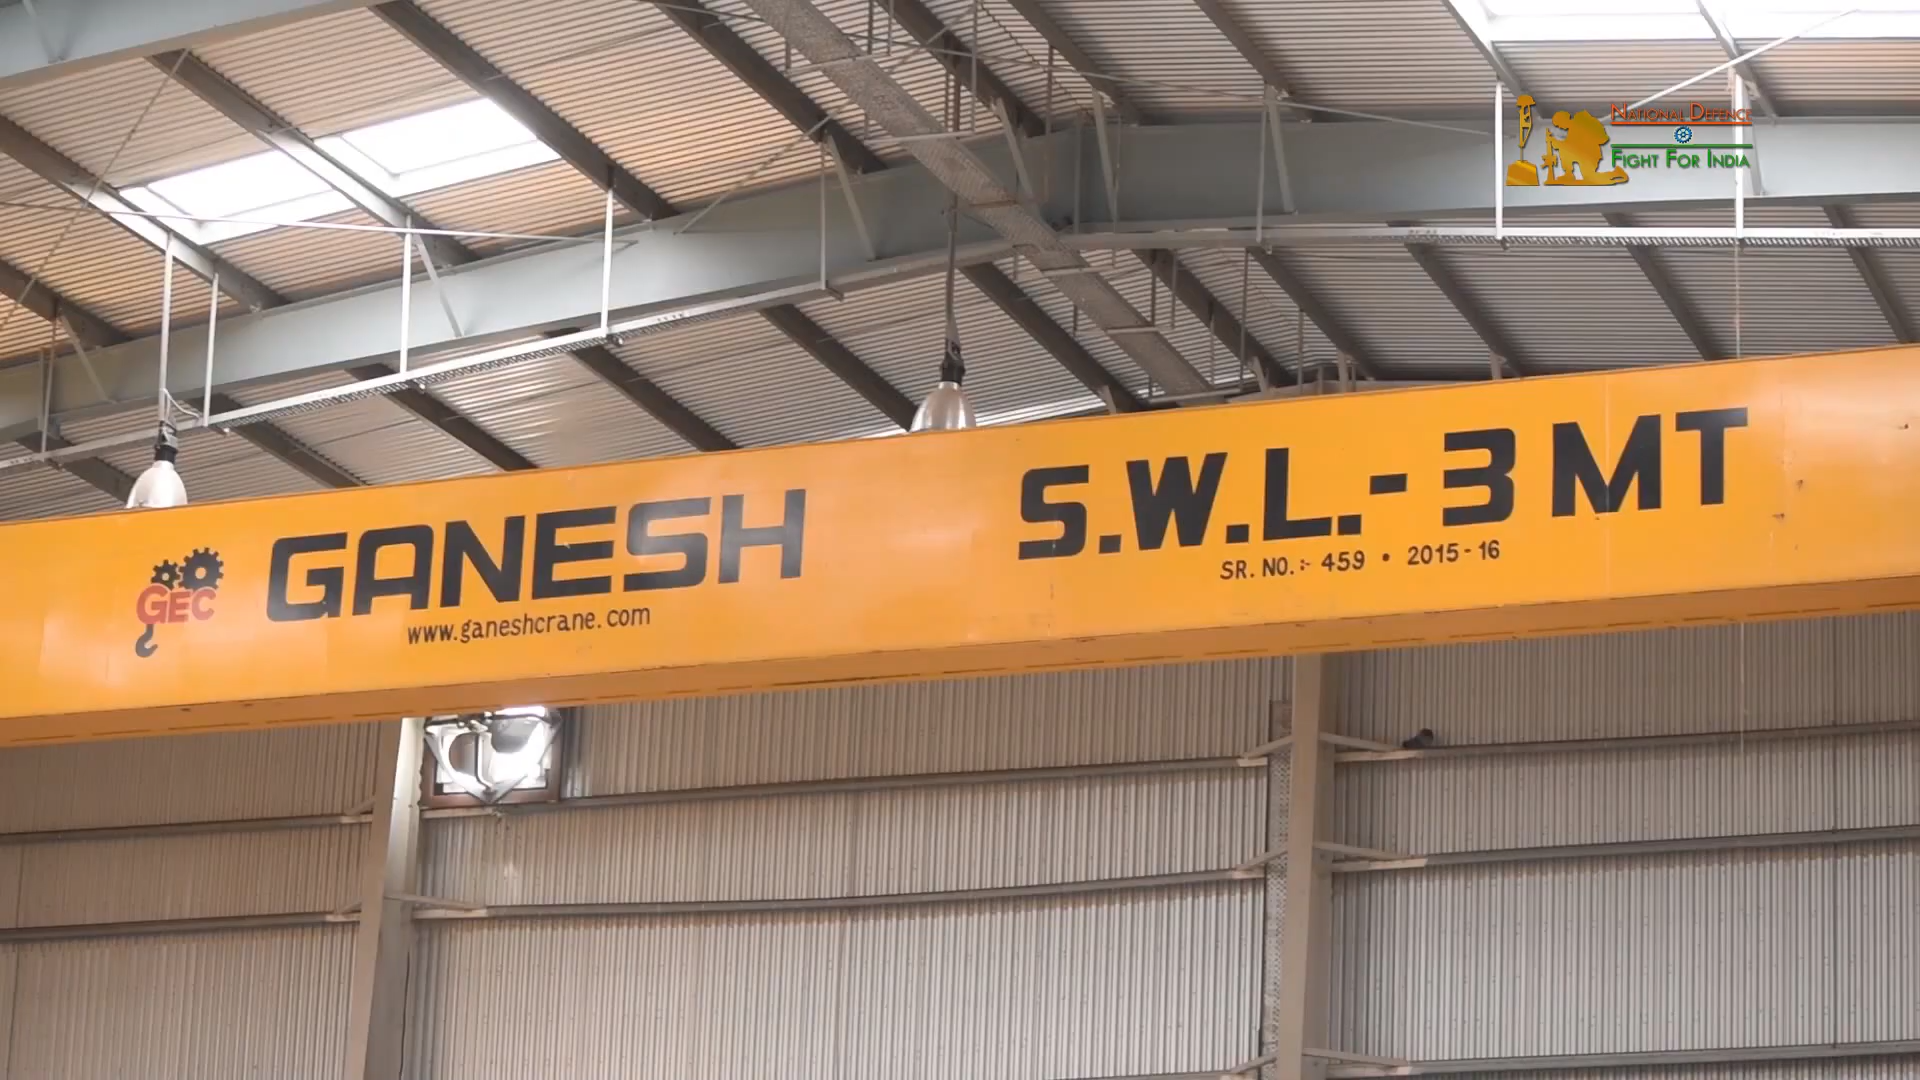 NATIONAL DEFENCE
FIGHT FOR INDIA
GEC
GANESH
www.ganeshcrane.com
S.W.L.- 3 MT
SR. NO. :- 459 • 2015-16